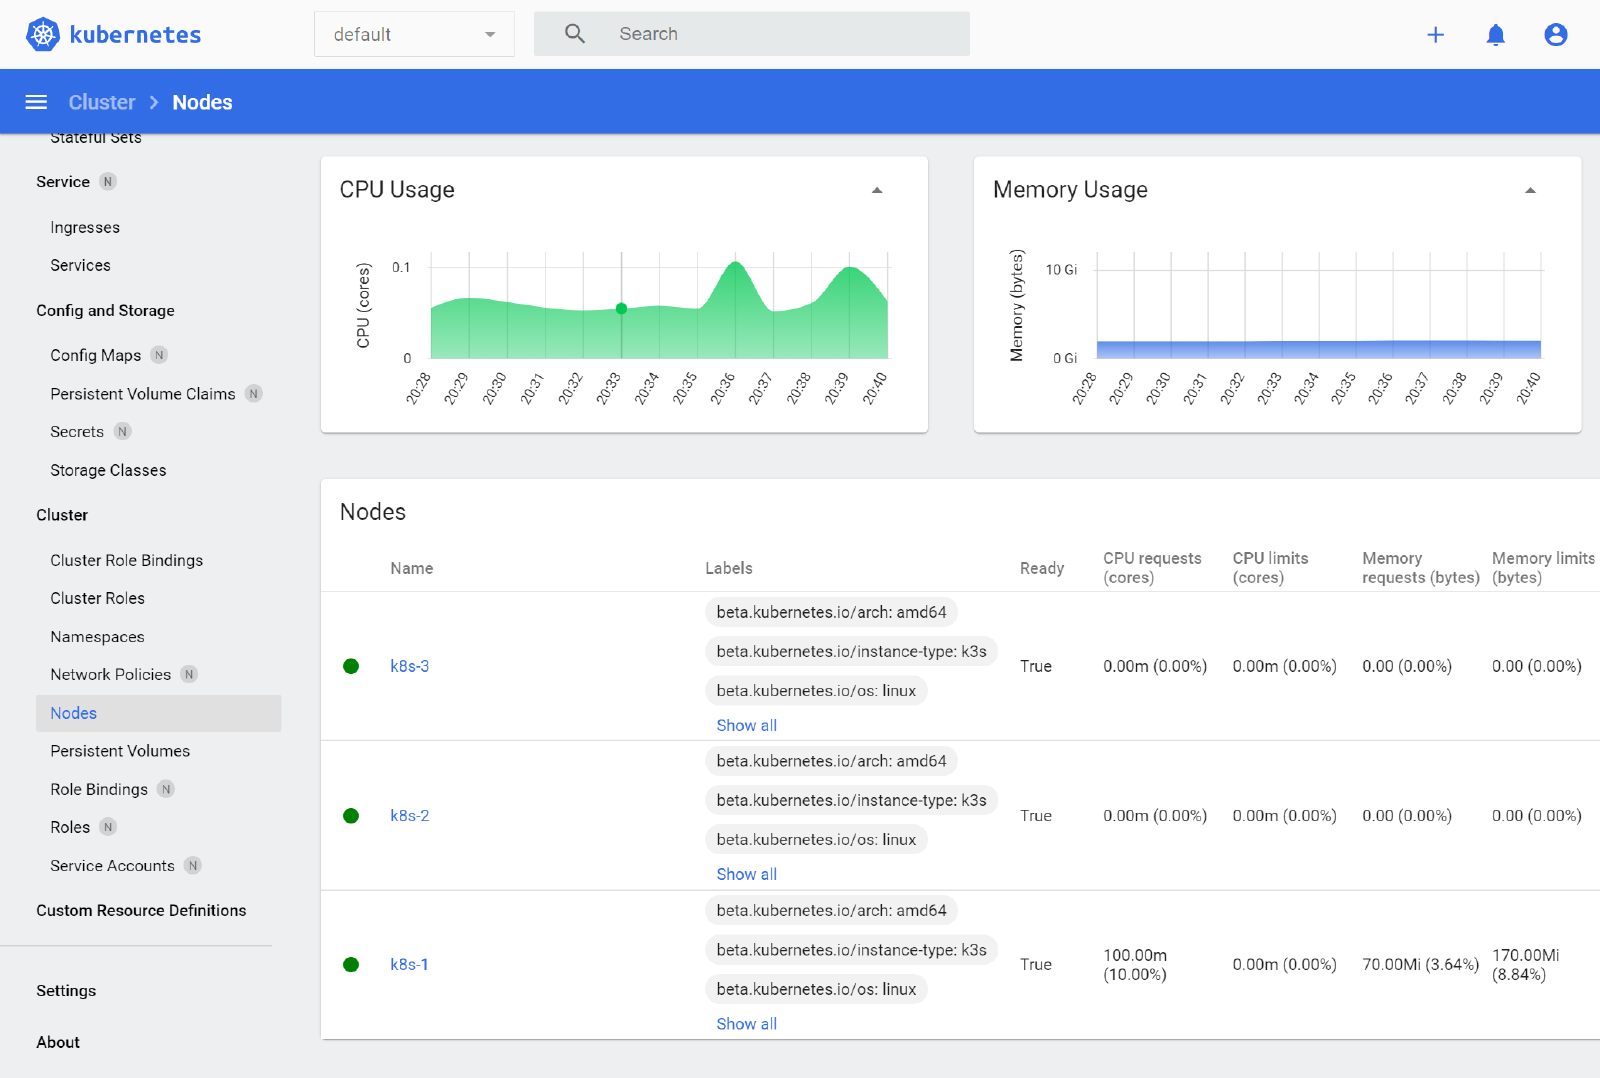 kubernetes
default
Search
Cluster
Nodes
Stateful Sets
Service N
Ingresses
Services
Config and Storage
Config Maps N
Persistent Volume Claims N
Secrets N
Storage Classes
Cluster
Cluster Role Bindings
Cluster Roles
Namespaces
Network Policies N
Nodes
Persistent Volumes
Role Bindings N
Roles N
Service Accounts N
Custom Resource Definitions
Settings
About
CPU Usage
CPU (cores)
0.1
0
20:28 20:29 20:30 20:31 20:32 20:33 20:34 20:35 20:36 20:37 20:38 20:39 20:40
Memory Usage
Memory (bytes)
10 Gi
0 Gi
20:28 20:29 20:30 20:31 20:32 20:33 20:34 20:35 20:36 20:37 20:38 20:39 20:40
Nodes
Name
Labels
Ready
CPU requests
(cores)
CPU limits
(cores)
Memory
requests (bytes)
Memory limits
(bytes)
k8s-3
beta.kubernetes.io/arch: amd64
beta.kubernetes.io/instance-type: k3s
beta.kubernetes.io/os: linux
Show all
True
0.00m (0.00%)
0.00m (0.00%)
0.00 (0.00%)
0.00 (0.00%)
k8s-2
beta.kubernetes.io/arch: amd64
beta.kubernetes.io/instance-type: k3s
beta.kubernetes.io/os: linux
Show all
True
0.00m (0.00%)
0.00m (0.00%)
0.00 (0.00%)
0.00 (0.00%)
k8s-1
beta.kubernetes.io/arch: amd64
beta.kubernetes.io/instance-type: k3s
beta.kubernetes.io/os: linux
Show all
True
100.00m
(10.00%)
0.00m (0.00%)
70.00Mi (3.64%)
170.00Mi
(8.84%)